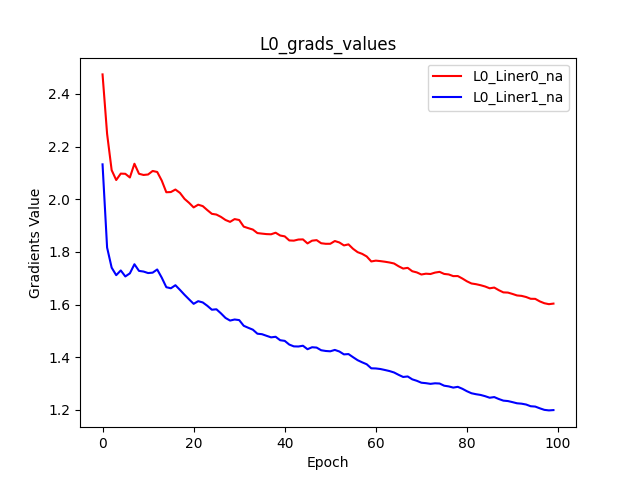 L0_grads_values
L0_Liner0_na
L0_Liner1_na
Gradients Value
2.4
2.2
2.0
1.8
1.6
1.4
1.2
0 20 40 60 80 100
Epoch